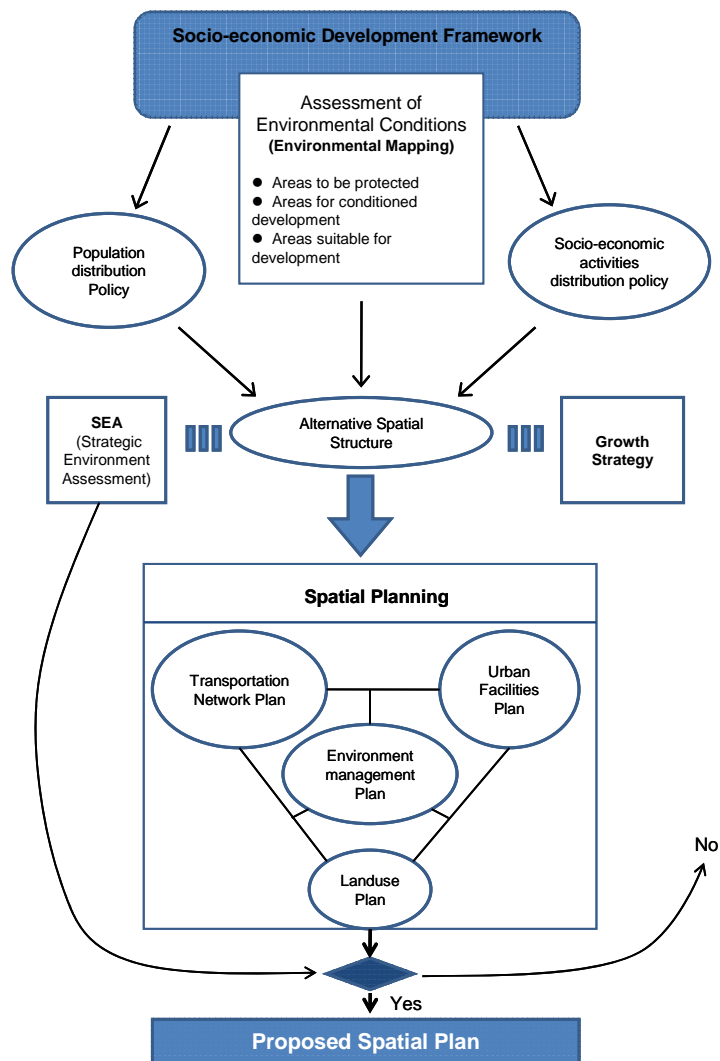 Socio-economic Development Framework
Assessment of
Environmental Conditions
(Environmental Mapping)
● Areas to be protected
● Areas for conditioned
development
● Areas suitable for
development
Population
distribution
Policy
Socio-economic
activities
distribution policy
SEA
(Strategic
Environment
Assessment)
Alternative Spatial
Structure
Growth
Strategy
Spatial Planning
Transportation
Network Plan
Urban
Facilities
Plan
Environment
management
Plan
Landuse
Plan
No
Yes
Proposed Spatial Plan